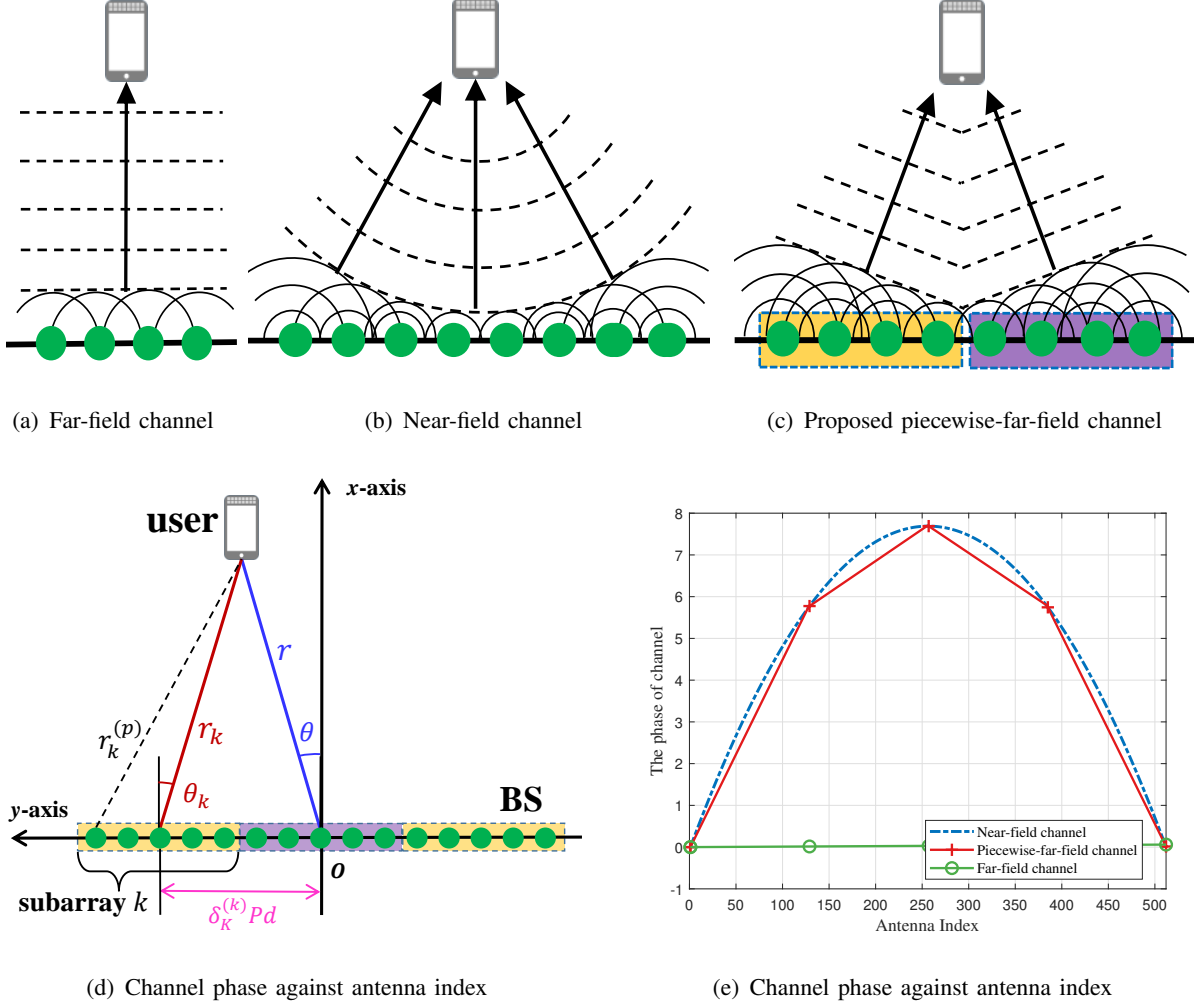 (a) Far-field channel
(b) Near-field channel
(c) Proposed piecewise-far-field channel
x-axis
user
r
r_k^{(p)}
r_k
θ
θ_k
y-axis
BS
O
subarray k
δ_K^{(k)}Pd
8
7
6
5
4
3
2
1
0
-1
The phase of channel
Near-field channel
Piecewise-far-field channel
Far-field channel
0 50 100 150 200 250 300 350 400 450 500
Antenna Index
(d) Channel phase against antenna index
(e) Channel phase against antenna index